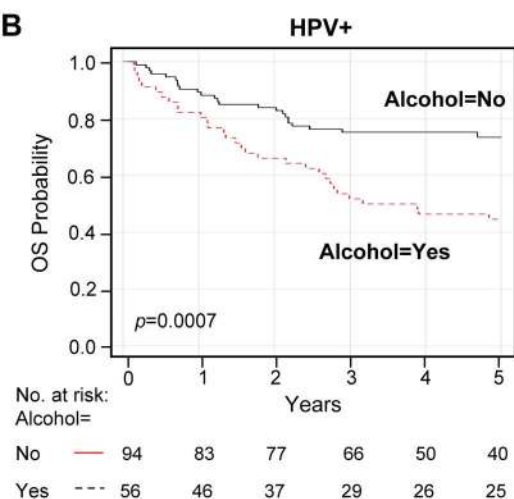 B
HPV+
1.0
0.8
0.6
0.4
0.2
0.0
OS Probability
Alcohol=No
Alcohol=Yes
p=0.0007
0 1 2 3 4 5
Years
No. at risk:
Alcohol=
No 94 83 77 66 50 40
Yes 56 46 37 29 26 25